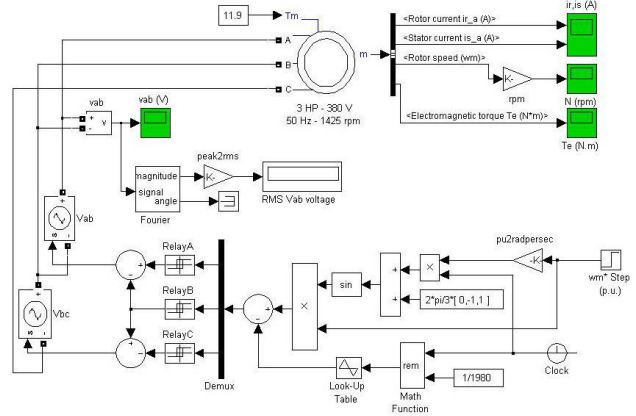 11.9
Tm
A
B
C
m
<Rotor current ir_a (A)>
<Stator current is_a (A)>
<Rotor speed (wm)>
<Electromagnetic torque Te (N*m)>
ir,is (A)
K-
rpm
N (rpm)
Te (N.m)
3 HP - 380 V
50 Hz - 1425 rpm
vab
+
-
v
vab (V)
magnitude
signal
angle
Fourier
peak2rms
K-
RMS Vab voltage
+
s
-
Vab
+
s
-
Vbc
RelayA
RelayB
RelayC
+
-
-
+
Demux
+
-
×
sin
+
+
×
2*pi/3*[ 0,-1,1 ]
pu2radpersec
-K-
wm* Step
(p.u.)
Look-Up
Table
rem
Math
Function
1/1980
Clock